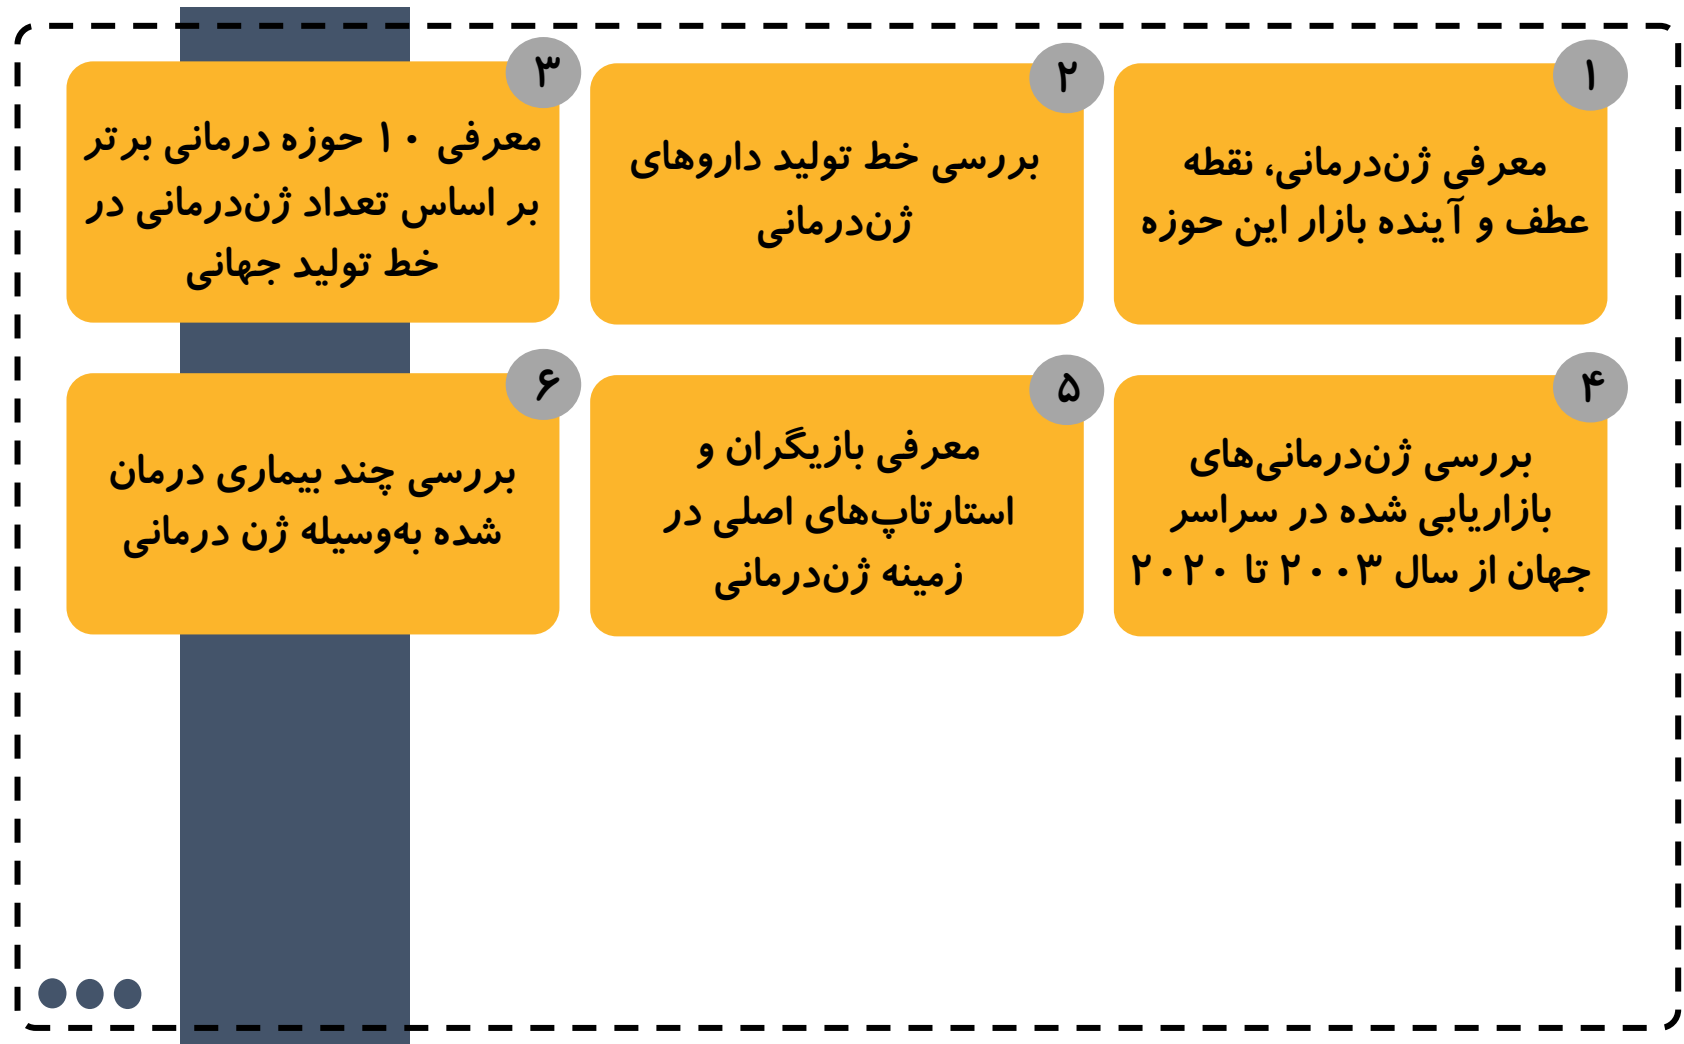 ۱
معرفی ژن‌درمانی، نقطه
عطف و آینده بازار این حوزه
۲
بررسی خط تولید داروهای
ژن‌درمانی
۳
معرفی ۱۰ حوزه درمانی برتر
بر اساس تعداد ژن‌درمانی در
خط تولید جهانی
۴
بررسی ژن‌درمانی‌های
بازاریابی شده در سراسر
جهان از سال ۲۰۰۳ تا ۲۰۲۰
۵
معرفی بازیگران و
استارتاپ‌های اصلی در
زمینه ژن‌درمانی
۶
بررسی چند بیماری درمان
شده به‌وسیله ژن درمانی